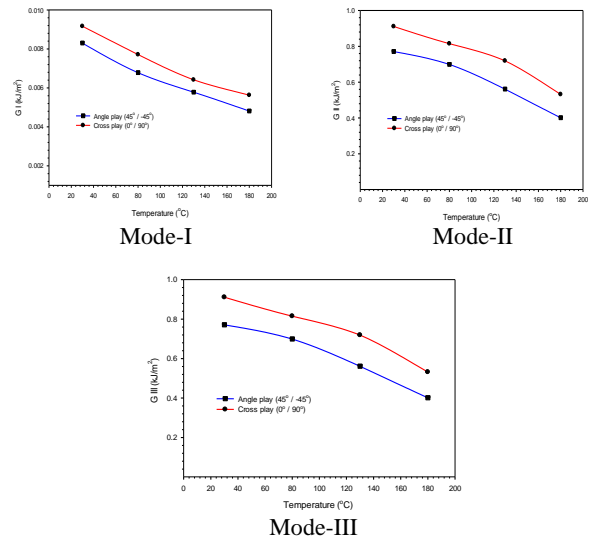 0.010
0.008
0.006
0.004
0.002
G I (kJ/m²)
Angle play (45° / -45°)
Cross play (0° / 90°)
0 20 40 60 80 100 120 140 160 180 200
Temperature (°C)
Mode-I
1.0
0.8
0.6
0.4
0.2
G II (kJ/m²)
Angle play (45° / -45°)
Cross play (0° / 90°)
0 20 40 60 80 100 120 140 160 180 200
Temperature (°C)
Mode-II
1.0
0.8
0.6
0.4
0.2
G III (kJ/m²)
Angle play (45° / -45°)
Cross play (0° / 90°)
0 20 40 60 80 100 120 140 160 180 200
Temperature (°C)
Mode-III